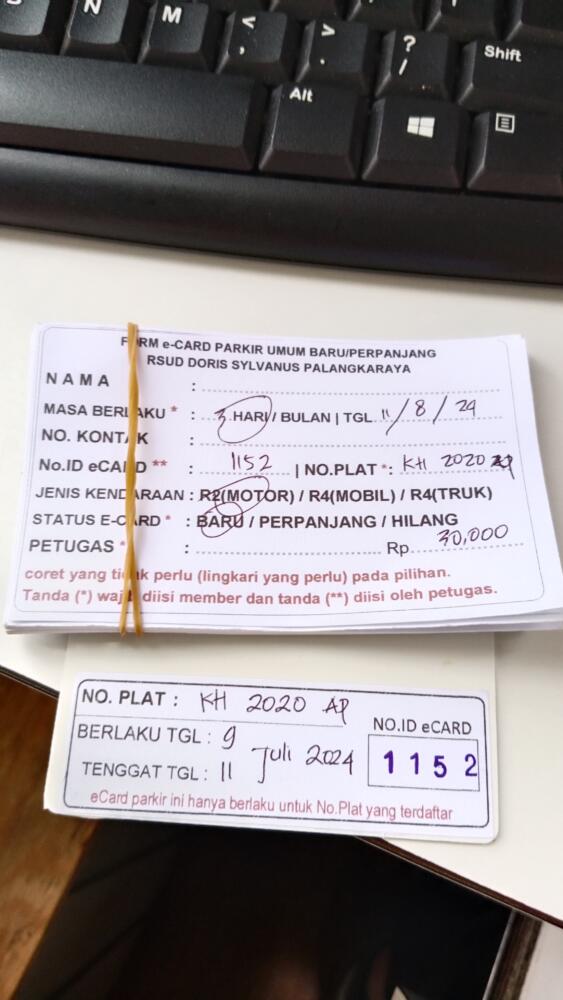 N M < , > . ? / Shift
Alt
FORM e-CARD PARKIR UMUM BARU/PERPANJANG
RSUD DORIS SYLVANUS PALANGKARAYA
NAMA :
MASA BERLAKU * : 3 HARI / BULAN | TGL 11 / 8 / 24
NO. KONTAK :
No.ID eCARD ** : 1152 | NO.PLAT * : KH 2020 AP
JENIS KENDARAAN : R2(MOTOR) / R4(MOBIL) / R4(TRUK)
STATUS E-CARD * : BARU / PERPANJANG / HILANG
PETUGAS * : Rp 30,000
coret yang tidak perlu (lingkari yang perlu) pada pilihan.
Tanda (*) wajib diisi member dan tanda (**) diisi oleh petugas.
NO. PLAT : KH 2020 AP
NO.ID eCARD
BERLAKU TGL : 9
Juli 2024
1152
TENGGAT TGL : 11
eCard parkir ini hanya berlaku untuk No.Plat yang terdaftar